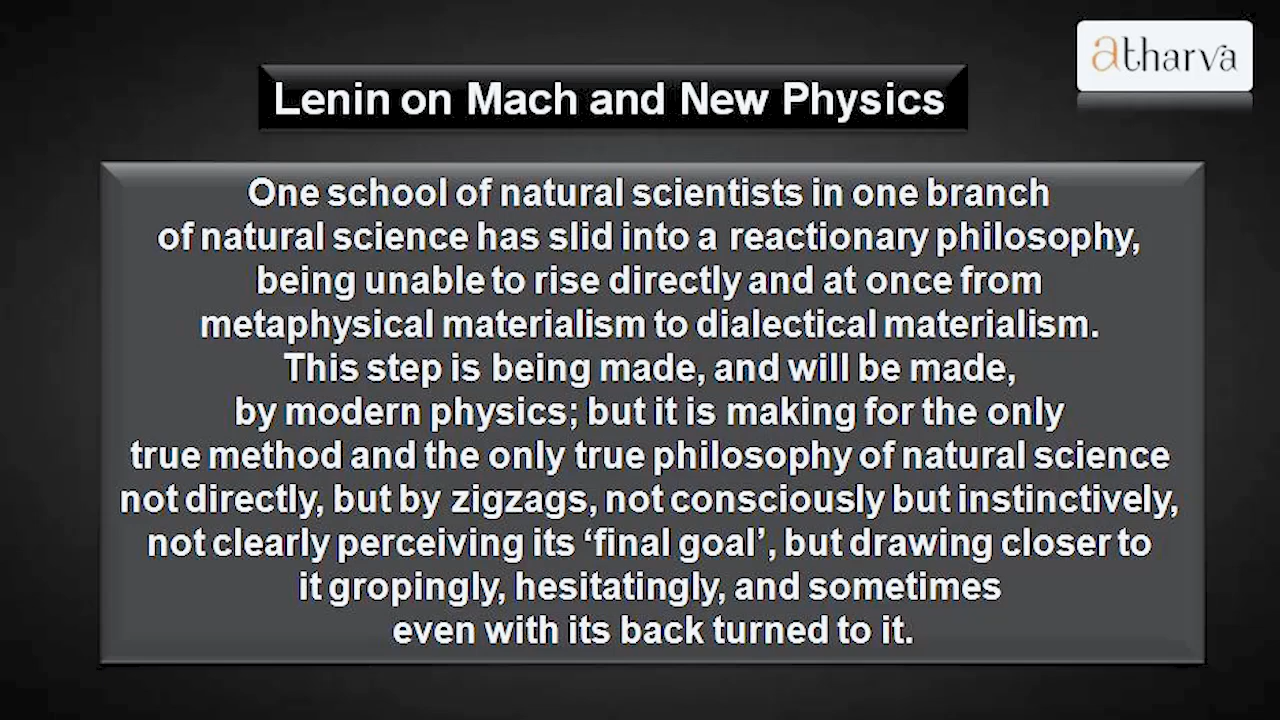 atharva
Lenin on Mach and New Physics
One school of natural scientists in one branch
of natural science has slid into a reactionary philosophy,
being unable to rise directly and at once from
metaphysical materialism to dialectical materialism.
This step is being made, and will be made,
by modern physics; but it is making for the only
true method and the only true philosophy of natural science
not directly, but by zigzags, not consciously but instinctively,
not clearly perceiving its ‘final goal’, but drawing closer to
it gropingly, hesitatingly, and sometimes
even with its back turned to it.